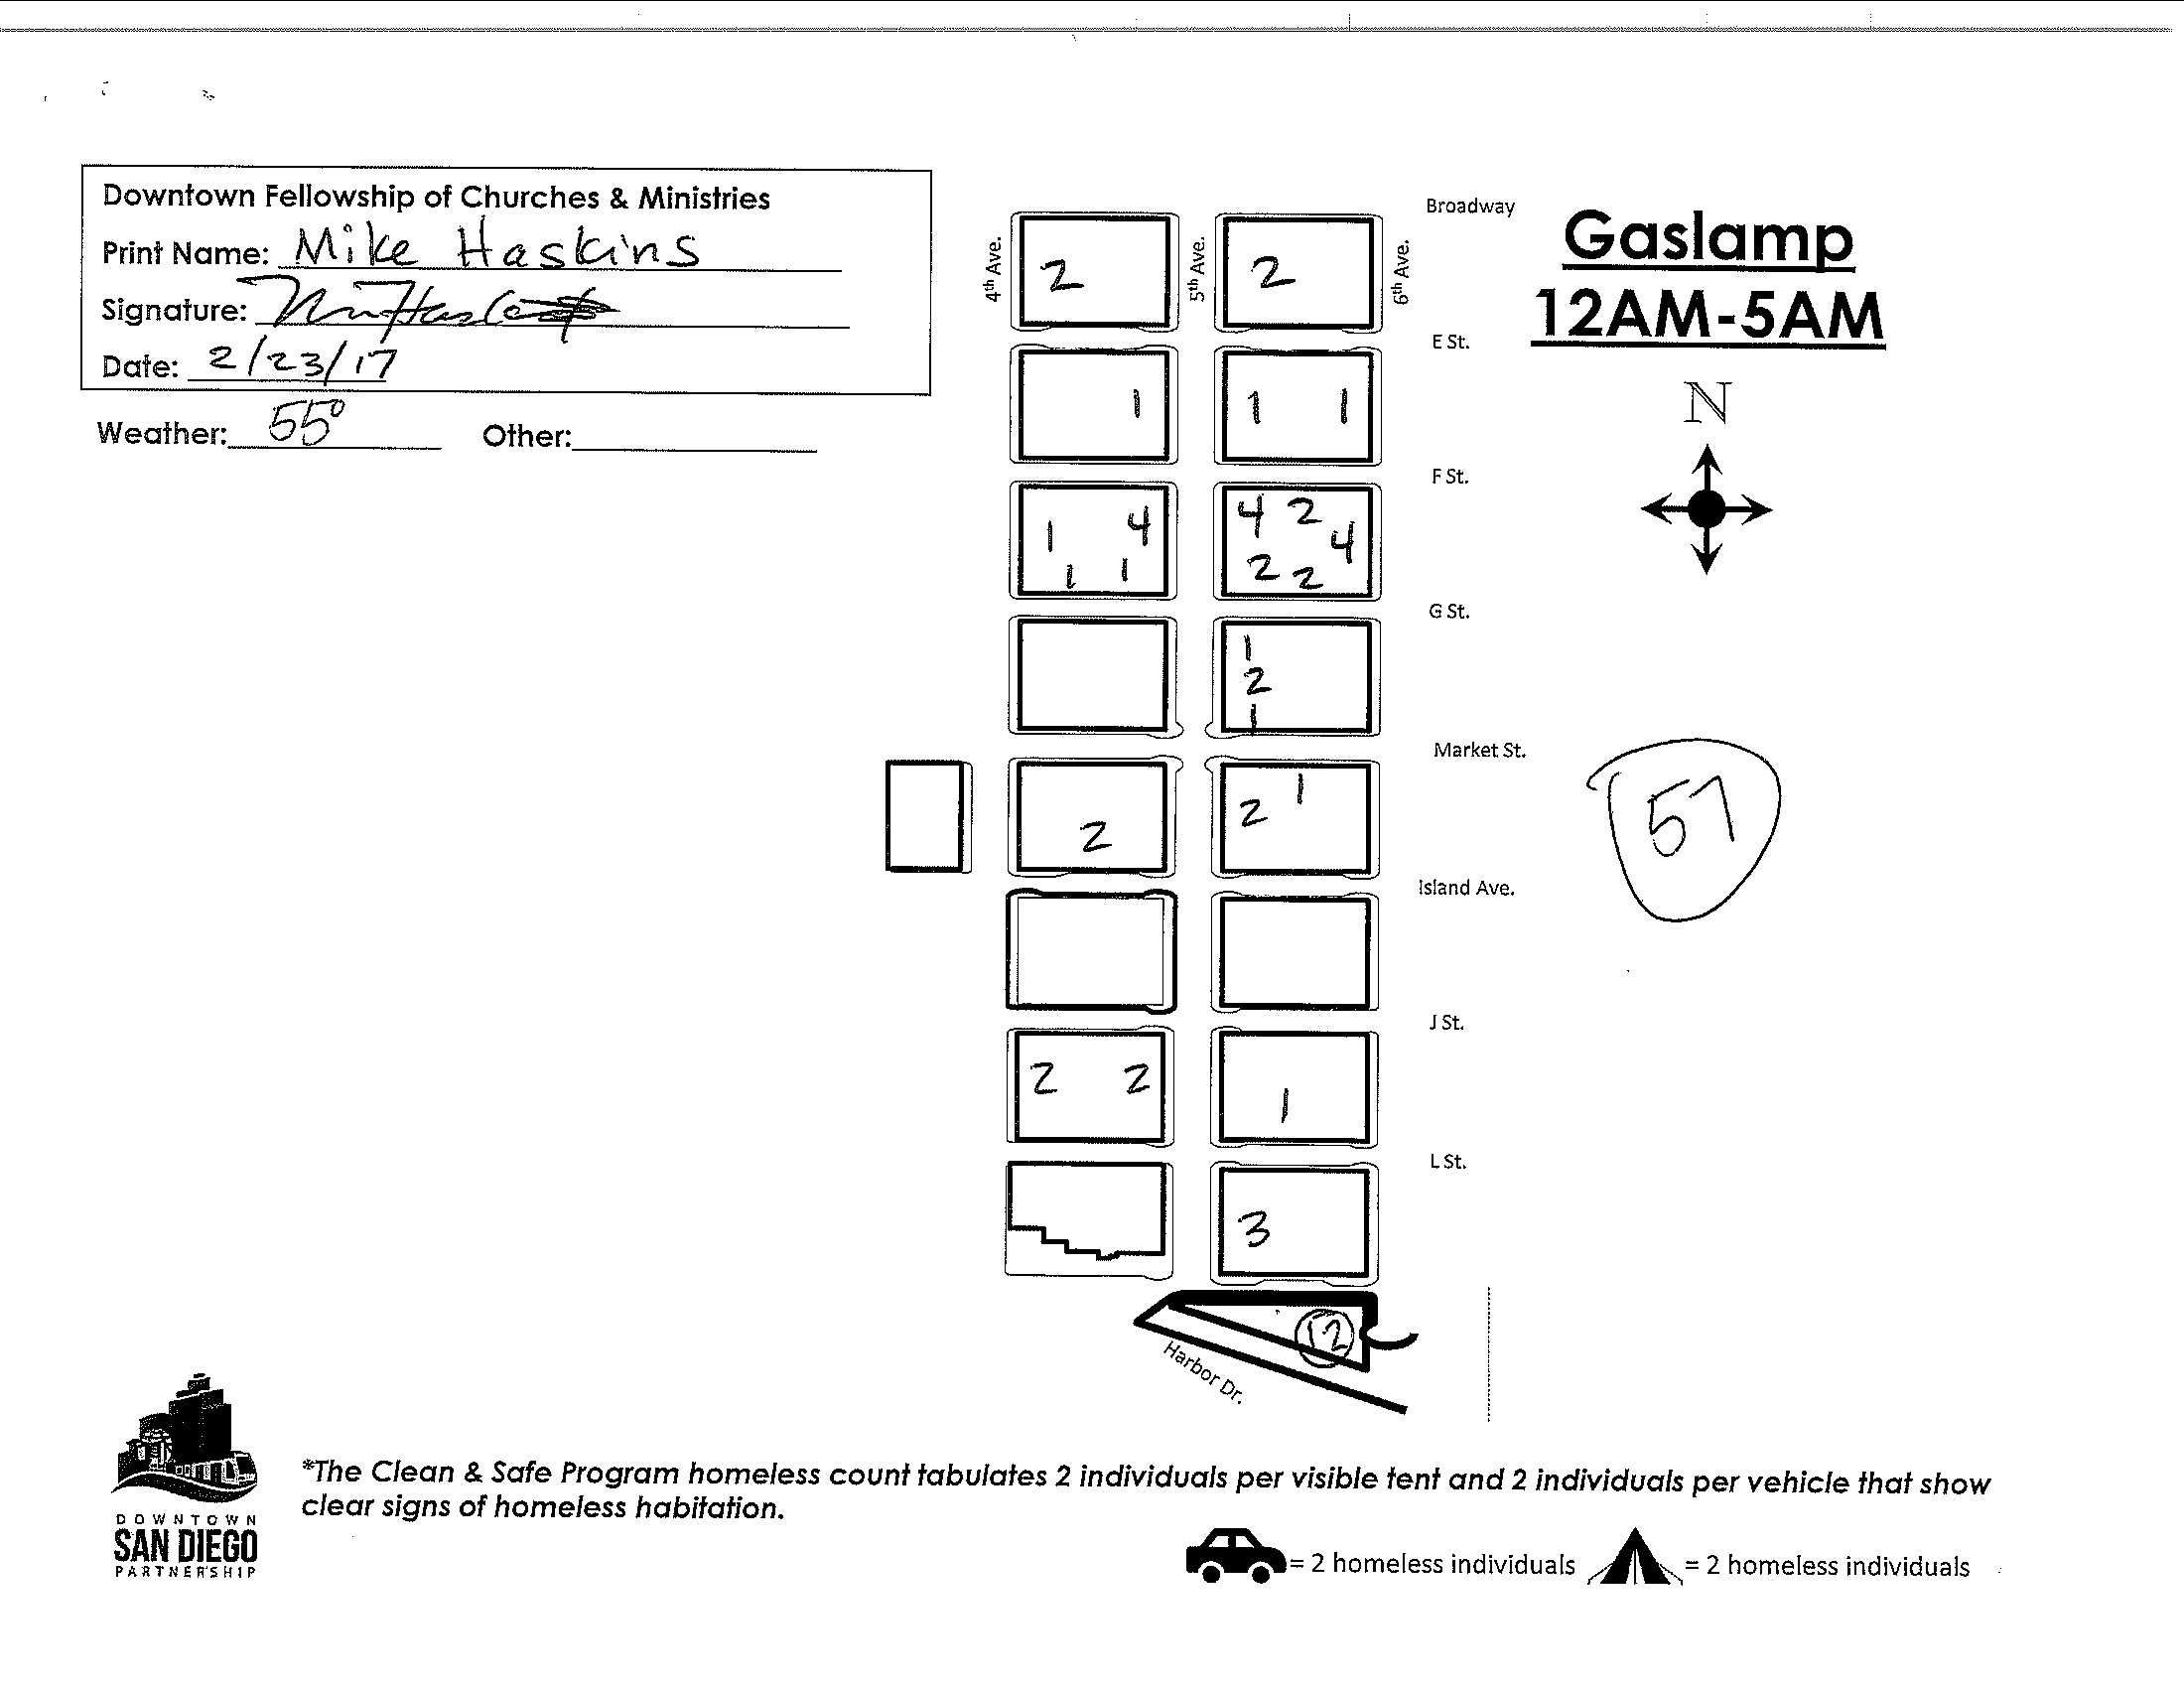 Downtown Fellowship of Churches & Ministries
Print Name: Mike Haskins
Signature:
Date: 2/23/17
Weather: 55°
Other:
Gaslamp
12AM-5AM
N
4th Ave.
5th Ave.
6th Ave.
Broadway
2
2
E St.
1
1 1
F St.
1 4
1 1
4 2
4
2 2
G St.
1
2
1
Market St.
2
2 1
57
Island Ave.
J St.
2 2
1
L St.
3
12
Harbor Dr.
*The Clean & Safe Program homeless count tabulates 2 individuals per visible tent and 2 individuals per vehicle that show
clear signs of homeless habitation.
DOWNTOWN
SAN DIEGO
PARTNERSHIP
= 2 homeless individuals
= 2 homeless individuals